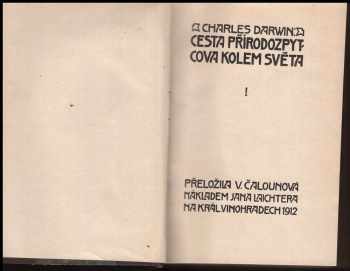 CHARLES DARWIN:
CESTA PŘÍRODOZPYT-
COVA KOLEM SVĚTA
I
PŘELOŽILA V. ČALOUNOVÁ
NÁKLADEM JANA LAICHTERA
NA KRÁL.VINOHRADECH 1912